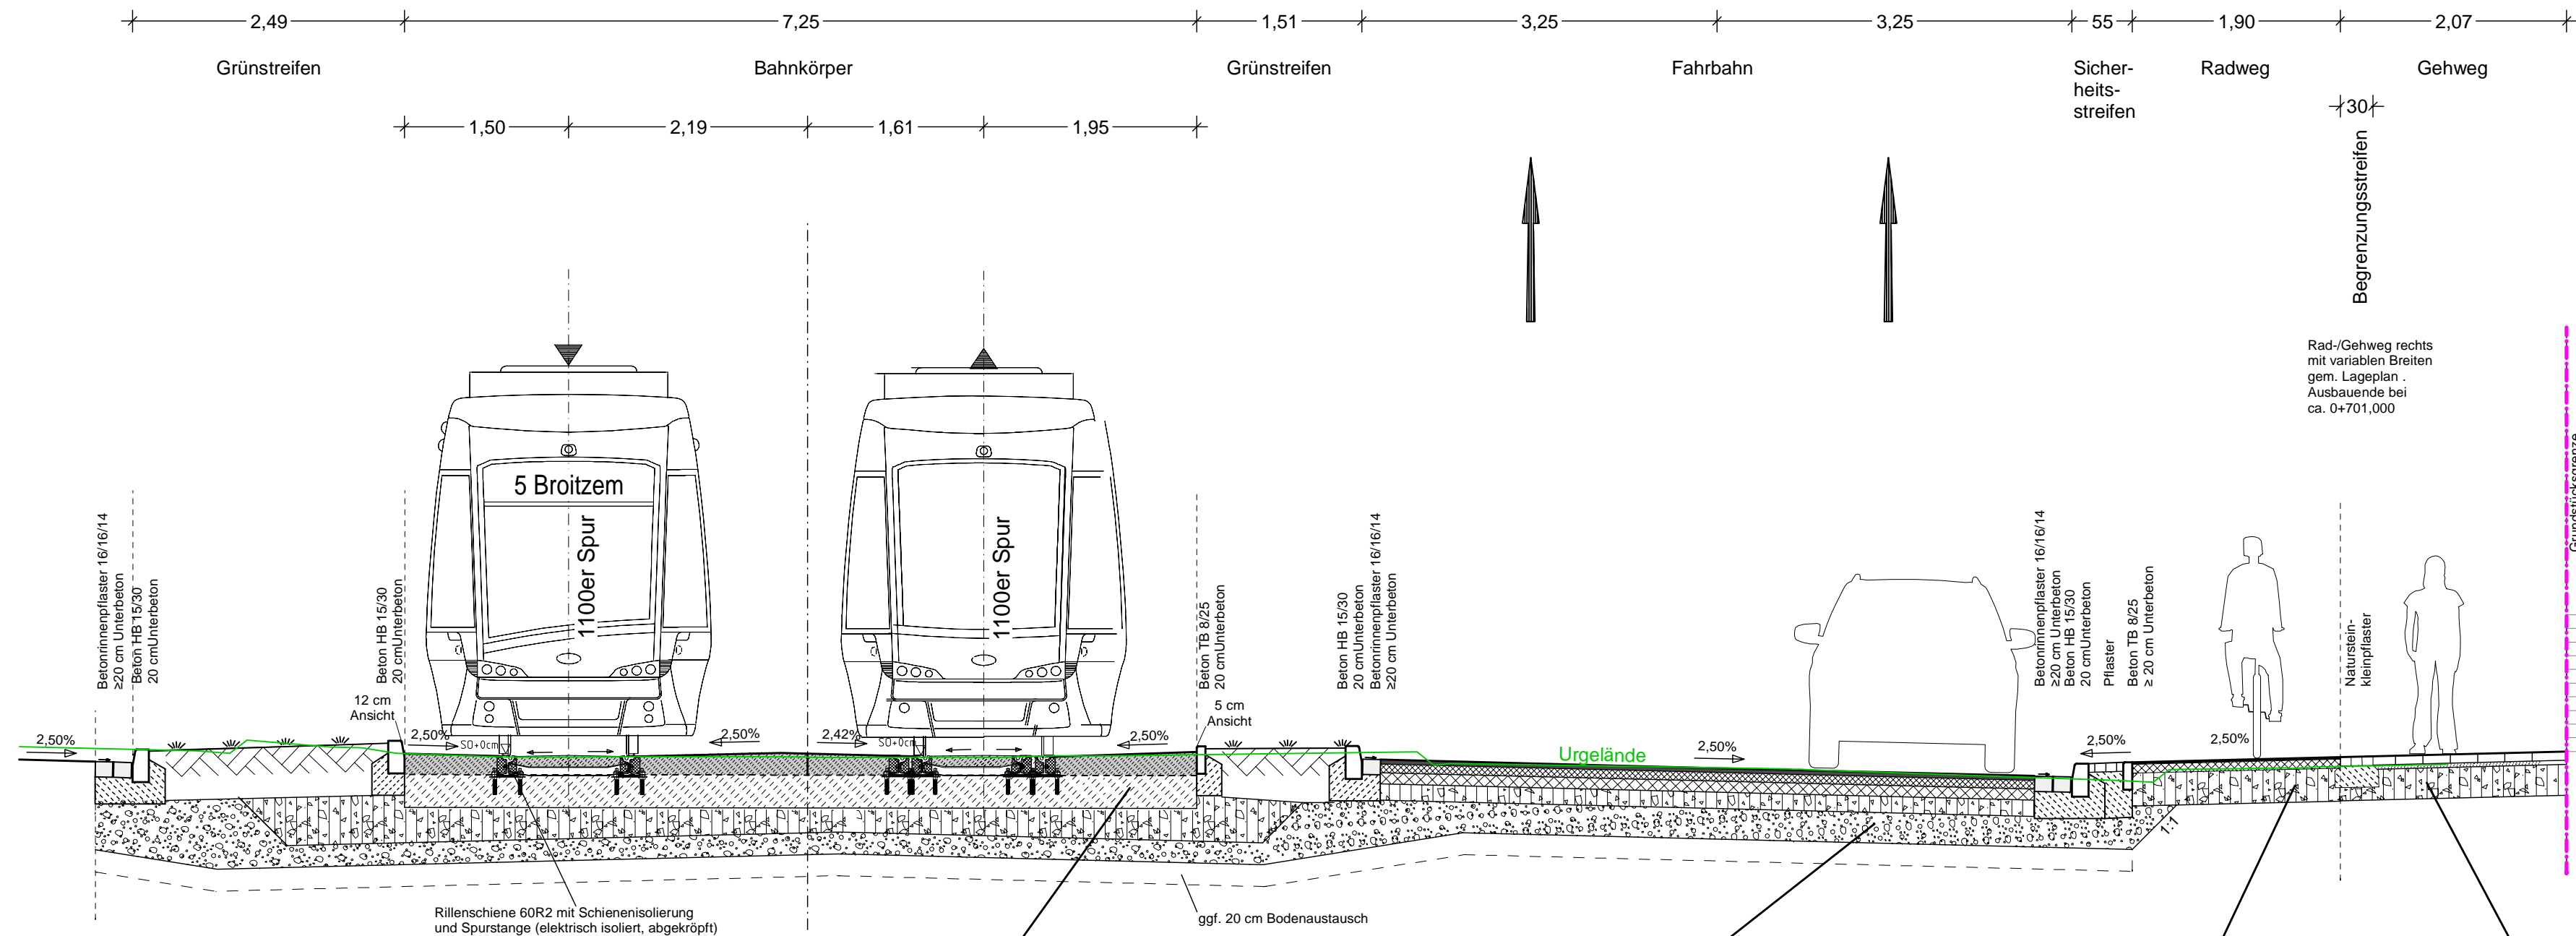 2,49
7,25
1,51
3,25
3,25
55
1,90
2,07
Grünstreifen
Bahnkörper
Grünstreifen
Fahrbahn
Sicher-
heits-
streifen
Radweg
Gehweg
30
Begrenzungsstreifen
1,50
2,19
1,61
1,95
Rad-/Gehweg rechts
mit variablen Breiten
gem. Lageplan .
Ausbauende bei
ca. 0+701,000
Grundstücksgrenze
5 Broitzem
1100er Spur
1100er Spur
Betonrinnenpflaster 16/16/14
≥20 cm Unterbeton
Beton HB 15/30
20 cmUnterbeton
Beton HB 15/30
20 cmUnterbeton
Beton TB 8/25
20 cmUnterbeton
Beton HB 15/30
20 cmUnterbeton
Betonrinnenpflaster 16/16/14
≥20 cm Unterbeton
Betonrinnenpflaster 16/16/14
≥20 cm Unterbeton
Beton HB 15/30
20 cmUnterbeton
Pflaster
Beton TB 8/25
≥ 20 cm Unterbeton
Naturstein-
kleinpflaster
12 cm
Ansicht
5 cm
Ansicht
2,50%
2,50%
SO+0cm
2,50%
2,42%
SO+0cm
2,50%
Urgelände
2,50%
2,50%
2,50%
1:1
Rillenschiene 60R2 mit Schienenisolierung
und Spurstange (elektrisch isoliert, abgekröpft)
ggf. 20 cm Bodenaustausch